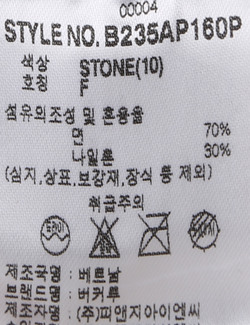 00004
STYLE NO. B235AP160P
색상 STONE(10)
호칭 F
섬유의조성 및 혼용율
면 70%
나일론 30%
(심지,상표,보강재,장식 등 제외)
취급주의
제조국명 : 베트남
브랜드명 : 버커루
제조자명 : (주)피앤지아이엔씨